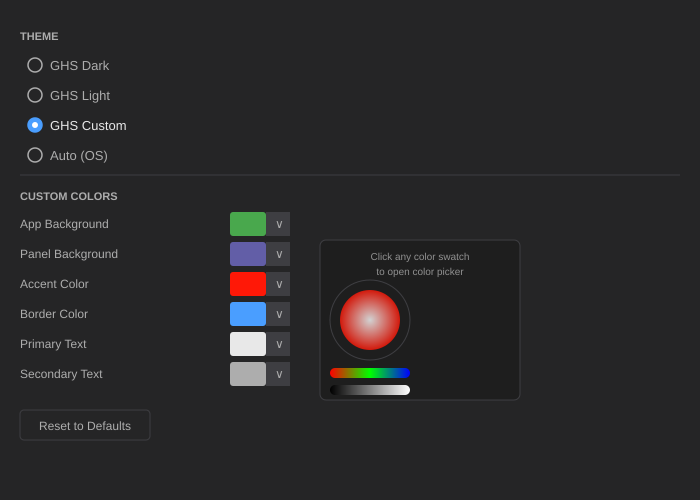 THEME
GHS Dark
GHS Light
GHS Custom
Auto (OS)
CUSTOM COLORS
App Background
Panel Background
Accent Color
Border Color
Primary Text
Secondary Text
Click any color swatch
to open color picker
Reset to Defaults